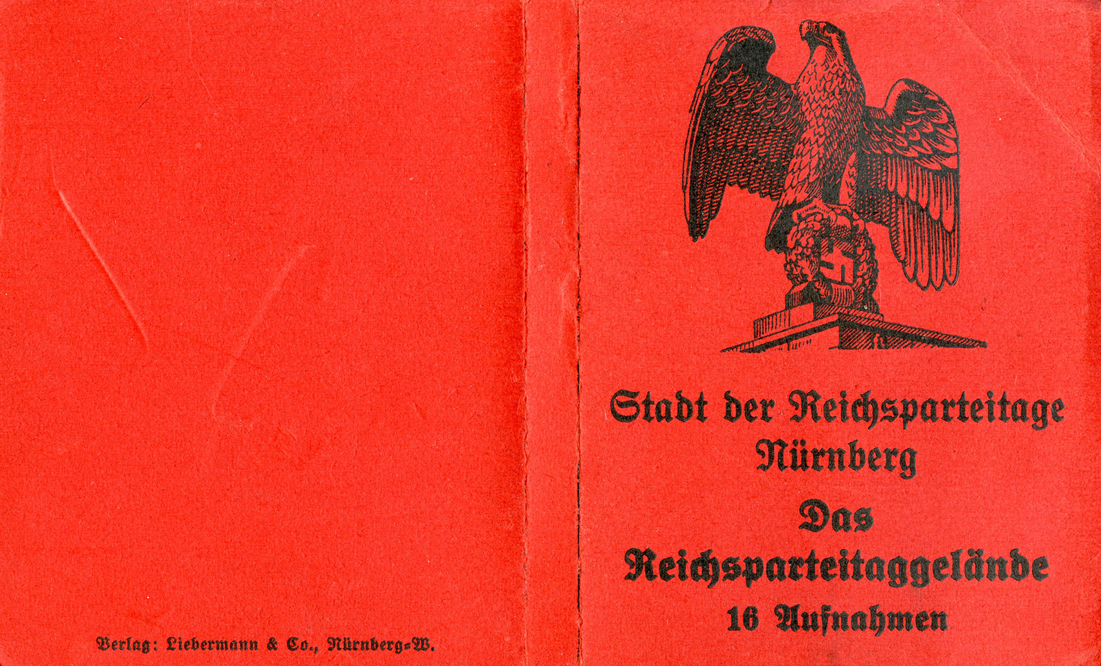 Stadt der Reichsparteitage
Nürnberg
Das
Reichsparteitaggelände
16 Aufnahmen
Verlag: Liebermann & Co., Nürnberg-W.